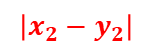 |x₂ − y₂|